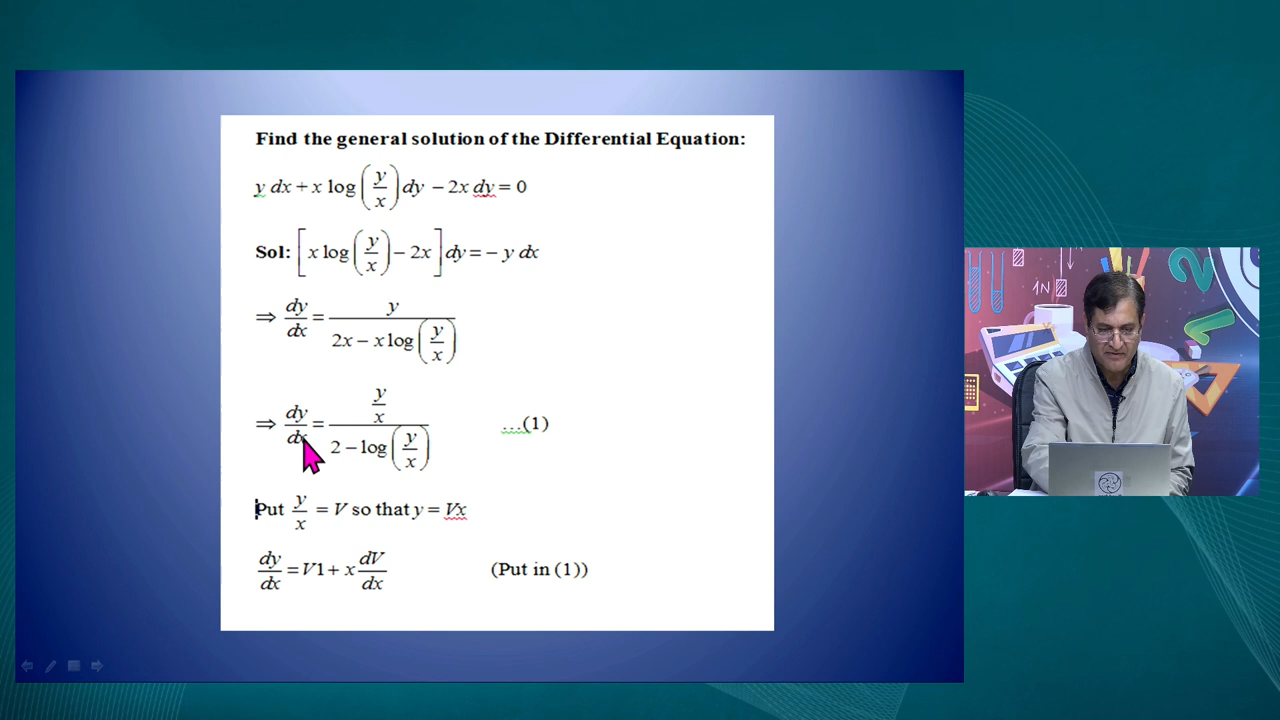 Find the general solution of the Differential Equation:
y dx + x log(y/x) dy − 2x dy = 0
Sol: [x log(y/x) − 2x] dy = − y dx
⇒ dy/dx = y / (2x − x log(y/x))
⇒ dy/dx = (y/x) / (2 − log(y/x)) ...(1)
Put y/x = V so that y = Vx
dy/dx = V1 + x dV/dx (Put in (1))
1N
2